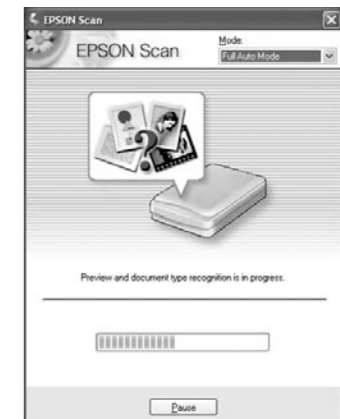 EPSON Scan
EPSON Scan
Mode:
Full Auto Mode
Preview and document type recognition is in progress.
Pause